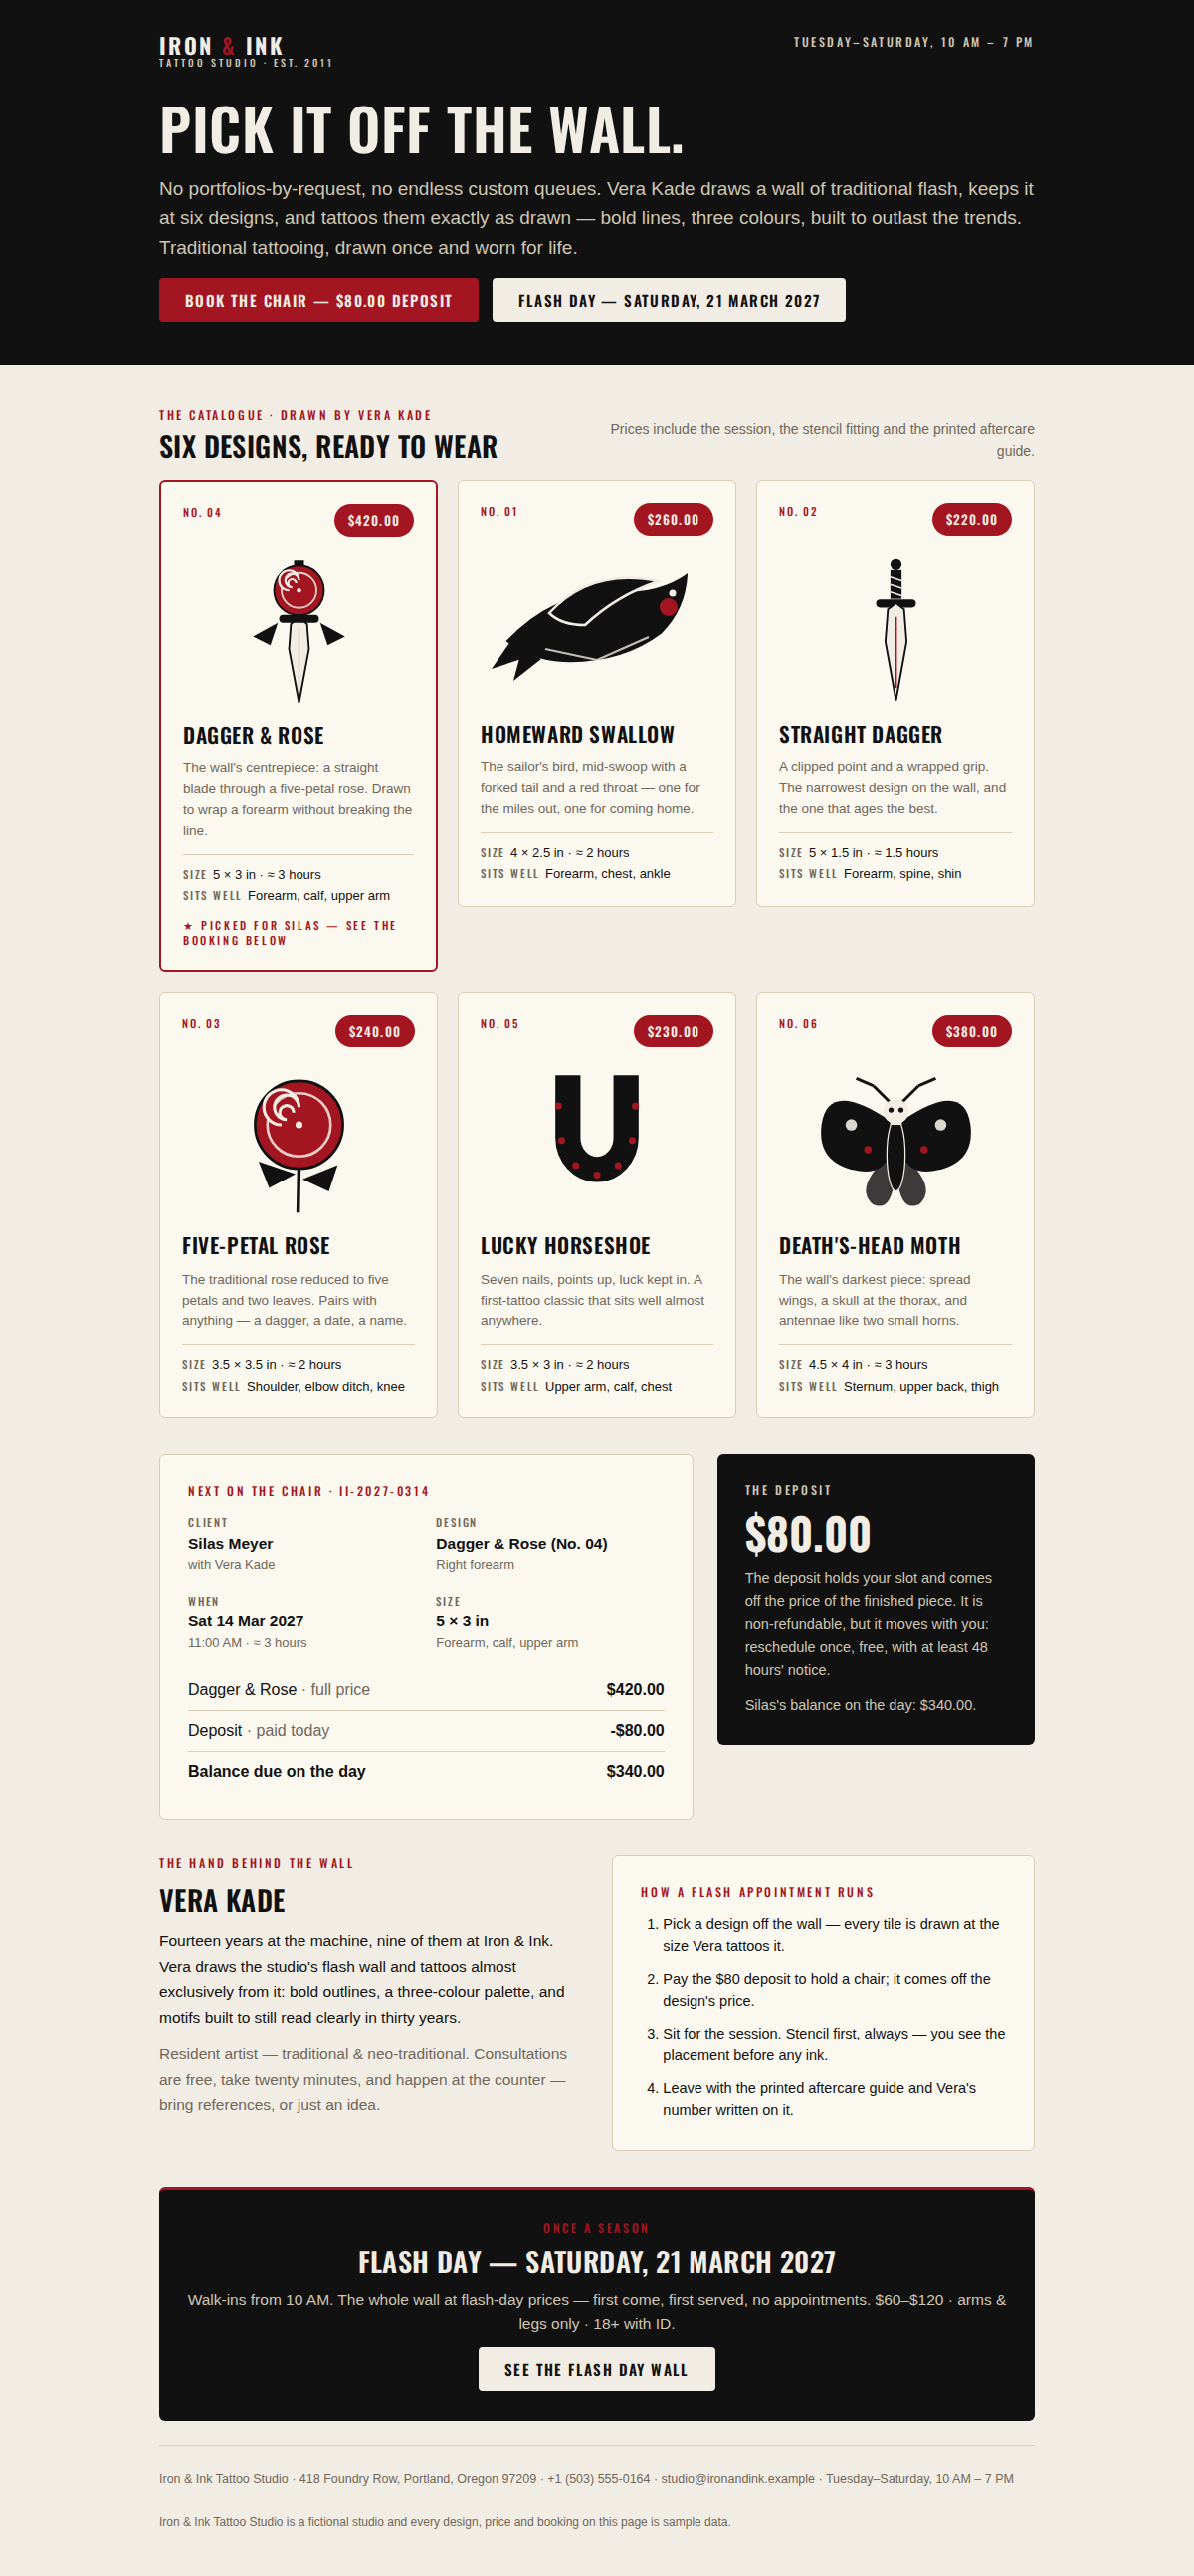 IRON & INK
TATTOO STUDIO · EST. 2011
TUESDAY–SATURDAY, 10 AM – 7 PM
PICK IT OFF THE WALL.
No portfolios-by-request, no endless custom queues. Vera Kade draws a wall of traditional flash, keeps it
at six designs, and tattoos them exactly as drawn — bold lines, three colours, built to outlast the trends.
Traditional tattooing, drawn once and worn for life.
BOOK THE CHAIR — $80.00 DEPOSIT
FLASH DAY — SATURDAY, 21 MARCH 2027
THE CATALOGUE · DRAWN BY VERA KADE
SIX DESIGNS, READY TO WEAR
Prices include the session, the stencil fitting and the printed aftercare
guide.
NO. 04
$420.00
DAGGER & ROSE
The wall's centrepiece: a straight
blade through a five-petal rose. Drawn
to wrap a forearm without breaking the
line.
SIZE 5 × 3 in · ≈ 3 hours
SITS WELL Forearm, calf, upper arm
★ PICKED FOR SILAS — SEE THE
BOOKING BELOW
NO. 01
$260.00
HOMEWARD SWALLOW
The sailor's bird, mid-swoop with a
forked tail and a red throat — one for
the miles out, one for coming home.
SIZE 4 × 2.5 in · ≈ 2 hours
SITS WELL Forearm, chest, ankle
NO. 02
$220.00
STRAIGHT DAGGER
A clipped point and a wrapped grip.
The narrowest design on the wall, and
the one that ages the best.
SIZE 5 × 1.5 in · ≈ 1.5 hours
SITS WELL Forearm, spine, shin
NO. 03
$240.00
FIVE-PETAL ROSE
The traditional rose reduced to five
petals and two leaves. Pairs with
anything — a dagger, a date, a name.
SIZE 3.5 × 3.5 in · ≈ 2 hours
SITS WELL Shoulder, elbow ditch, knee
NO. 05
$230.00
LUCKY HORSESHOE
Seven nails, points up, luck kept in. A
first-tattoo classic that sits well almost
anywhere.
SIZE 3.5 × 3 in · ≈ 2 hours
SITS WELL Upper arm, calf, chest
NO. 06
$380.00
DEATH'S-HEAD MOTH
The wall's darkest piece: spread
wings, a skull at the thorax, and
antennae like two small horns.
SIZE 4.5 × 4 in · ≈ 3 hours
SITS WELL Sternum, upper back, thigh
NEXT ON THE CHAIR · II-2027-0314
CLIENT
Silas Meyer
with Vera Kade
DESIGN
Dagger & Rose (No. 04)
Right forearm
WHEN
Sat 14 Mar 2027
11:00 AM · ≈ 3 hours
SIZE
5 × 3 in
Forearm, calf, upper arm
Dagger & Rose · full price $420.00
Deposit · paid today -$80.00
Balance due on the day $340.00
THE DEPOSIT
$80.00
The deposit holds your slot and comes
off the price of the finished piece. It is
non-refundable, but it moves with you:
reschedule once, free, with at least 48
hours' notice.
Silas's balance on the day: $340.00.
THE HAND BEHIND THE WALL
VERA KADE
Fourteen years at the machine, nine of them at Iron & Ink.
Vera draws the studio's flash wall and tattoos almost
exclusively from it: bold outlines, a three-colour palette, and
motifs built to still read clearly in thirty years.
Resident artist — traditional & neo-traditional. Consultations
are free, take twenty minutes, and happen at the counter —
bring references, or just an idea.
HOW A FLASH APPOINTMENT RUNS
1. Pick a design off the wall — every tile is drawn at the
size Vera tattoos it.
2. Pay the $80 deposit to hold a chair; it comes off the
design's price.
3. Sit for the session. Stencil first, always — you see the
placement before any ink.
4. Leave with the printed aftercare guide and Vera's
number written on it.
ONCE A SEASON
FLASH DAY — SATURDAY, 21 MARCH 2027
Walk-ins from 10 AM. The whole wall at flash-day prices — first come, first served, no appointments. $60–$120 · arms &
legs only · 18+ with ID.
SEE THE FLASH DAY WALL
Iron & Ink Tattoo Studio · 418 Foundry Row, Portland, Oregon 97209 · +1 (503) 555-0164 · studio@ironandink.example · Tuesday–Saturday, 10 AM – 7 PM
Iron & Ink Tattoo Studio is a fictional studio and every design, price and booking on this page is sample data.